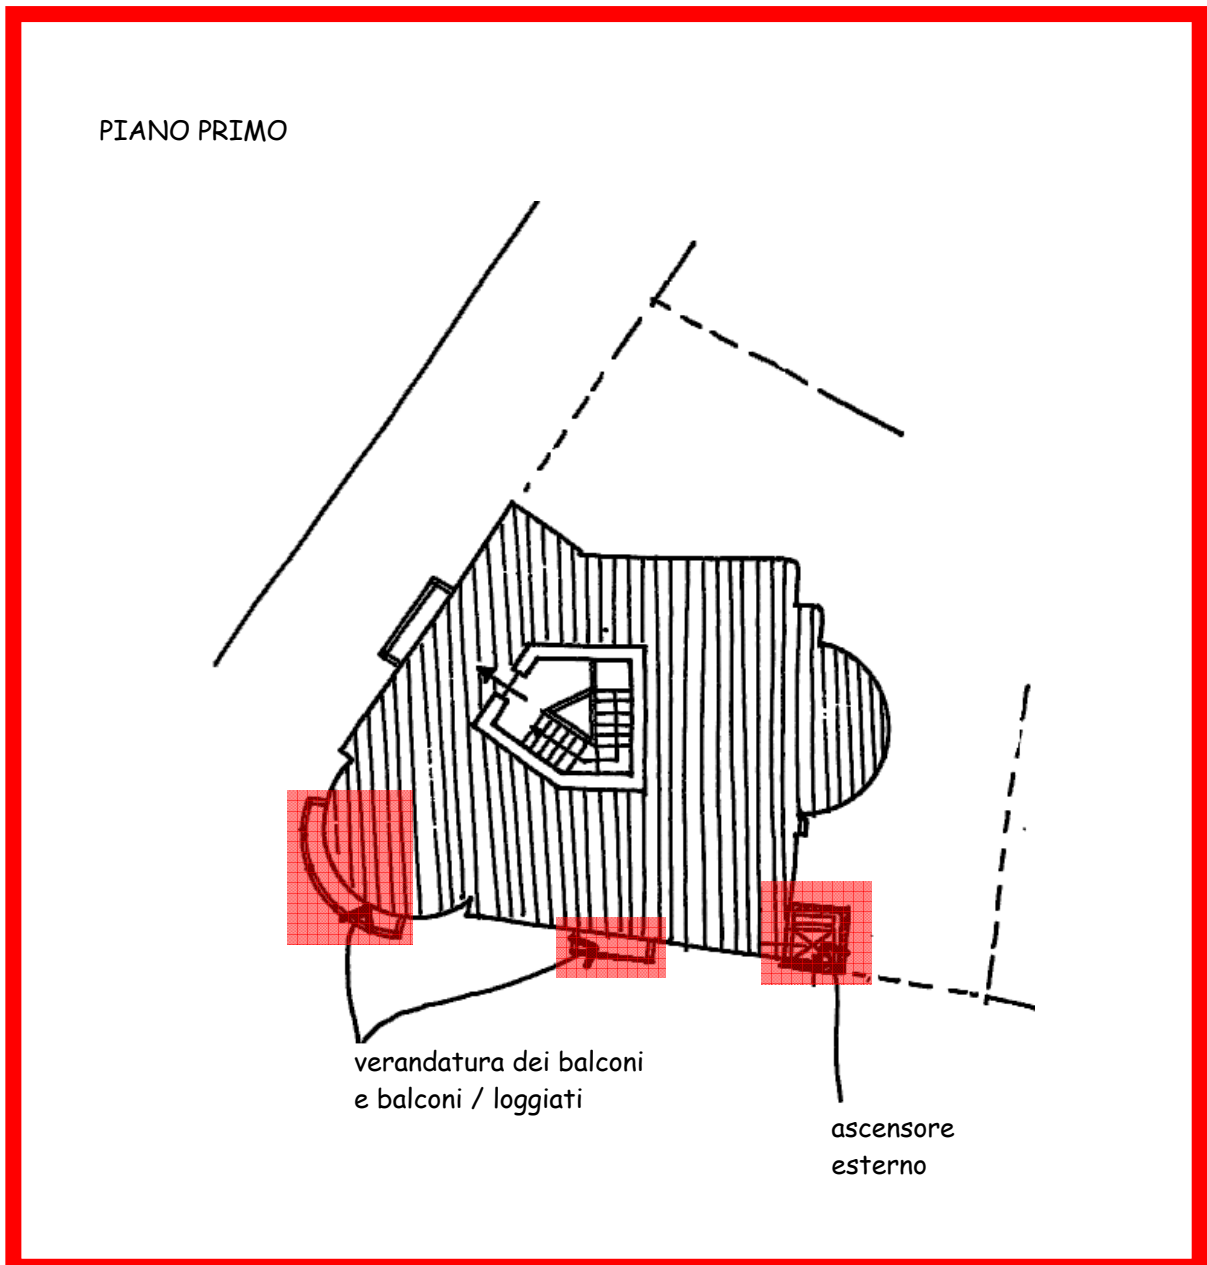 PIANO PRIMO
verandatura dei balconi
e balconi / loggiati
ascensore
esterno